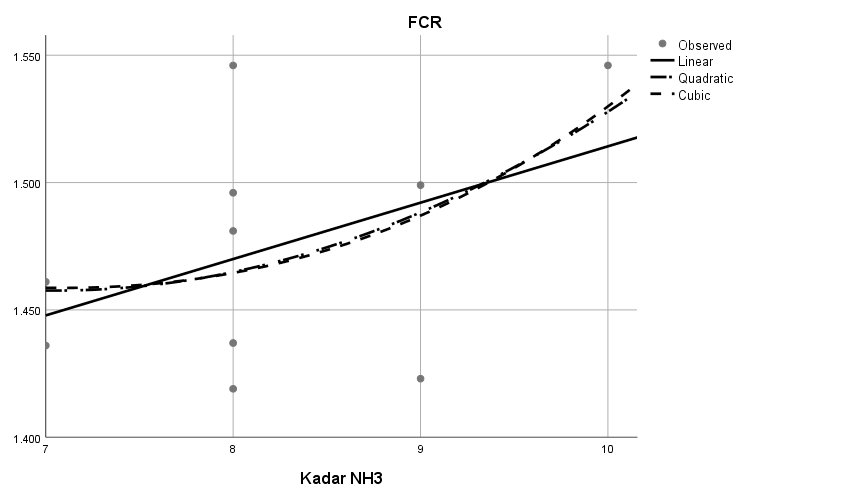 FCR
1.550
1.500
1.450
1.400
7 8 9 10
Kadar NH3
Observed
Linear
Quadratic
Cubic